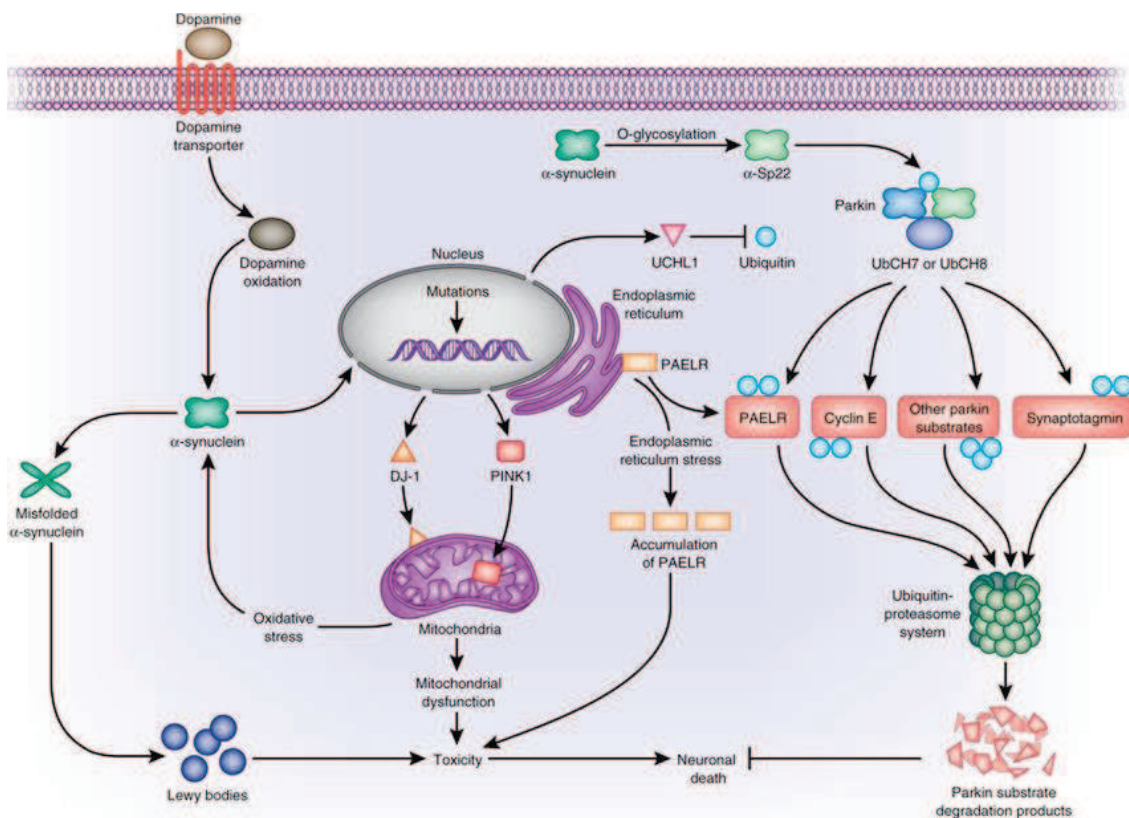 Dopamine
Dopamine
transporter
O-glycosylation
α-synuclein
α-Sp22
Parkin
UbCH7 or UbCH8
Dopamine
oxidation
Nucleus
Mutations
UCHL1
Ubiquitin
Endoplasmic
reticulum
PAELR
α-synuclein
PAELR
Cyclin E
Other parkin
substrates
Synaptotagmin
Endoplasmic
reticulum stress
DJ-1
PINK1
Misfolded
α-synuclein
Accumulation
of PAELR
Oxidative
stress
Mitochondria
Ubiquitin-
proteasome
system
Mitochondrial
dysfunction
Lewy bodies
Toxicity
Neuronal
death
Parkin substrate
degradation products